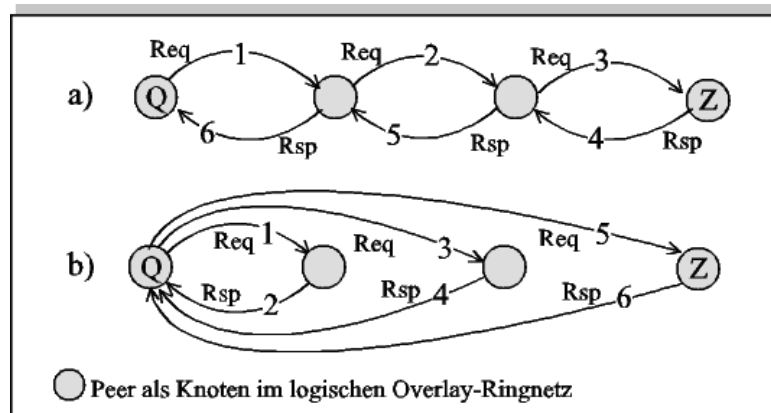 Req 1 Req 2 Req 3
a) Q Z
6 Rsp 5 Rsp 4 Rsp
Req 1 Req 3 Req 5
b) Q Z
Rsp 2 Rsp 4 Rsp 6
Peer als Knoten im logischen Overlay-Ringnetz